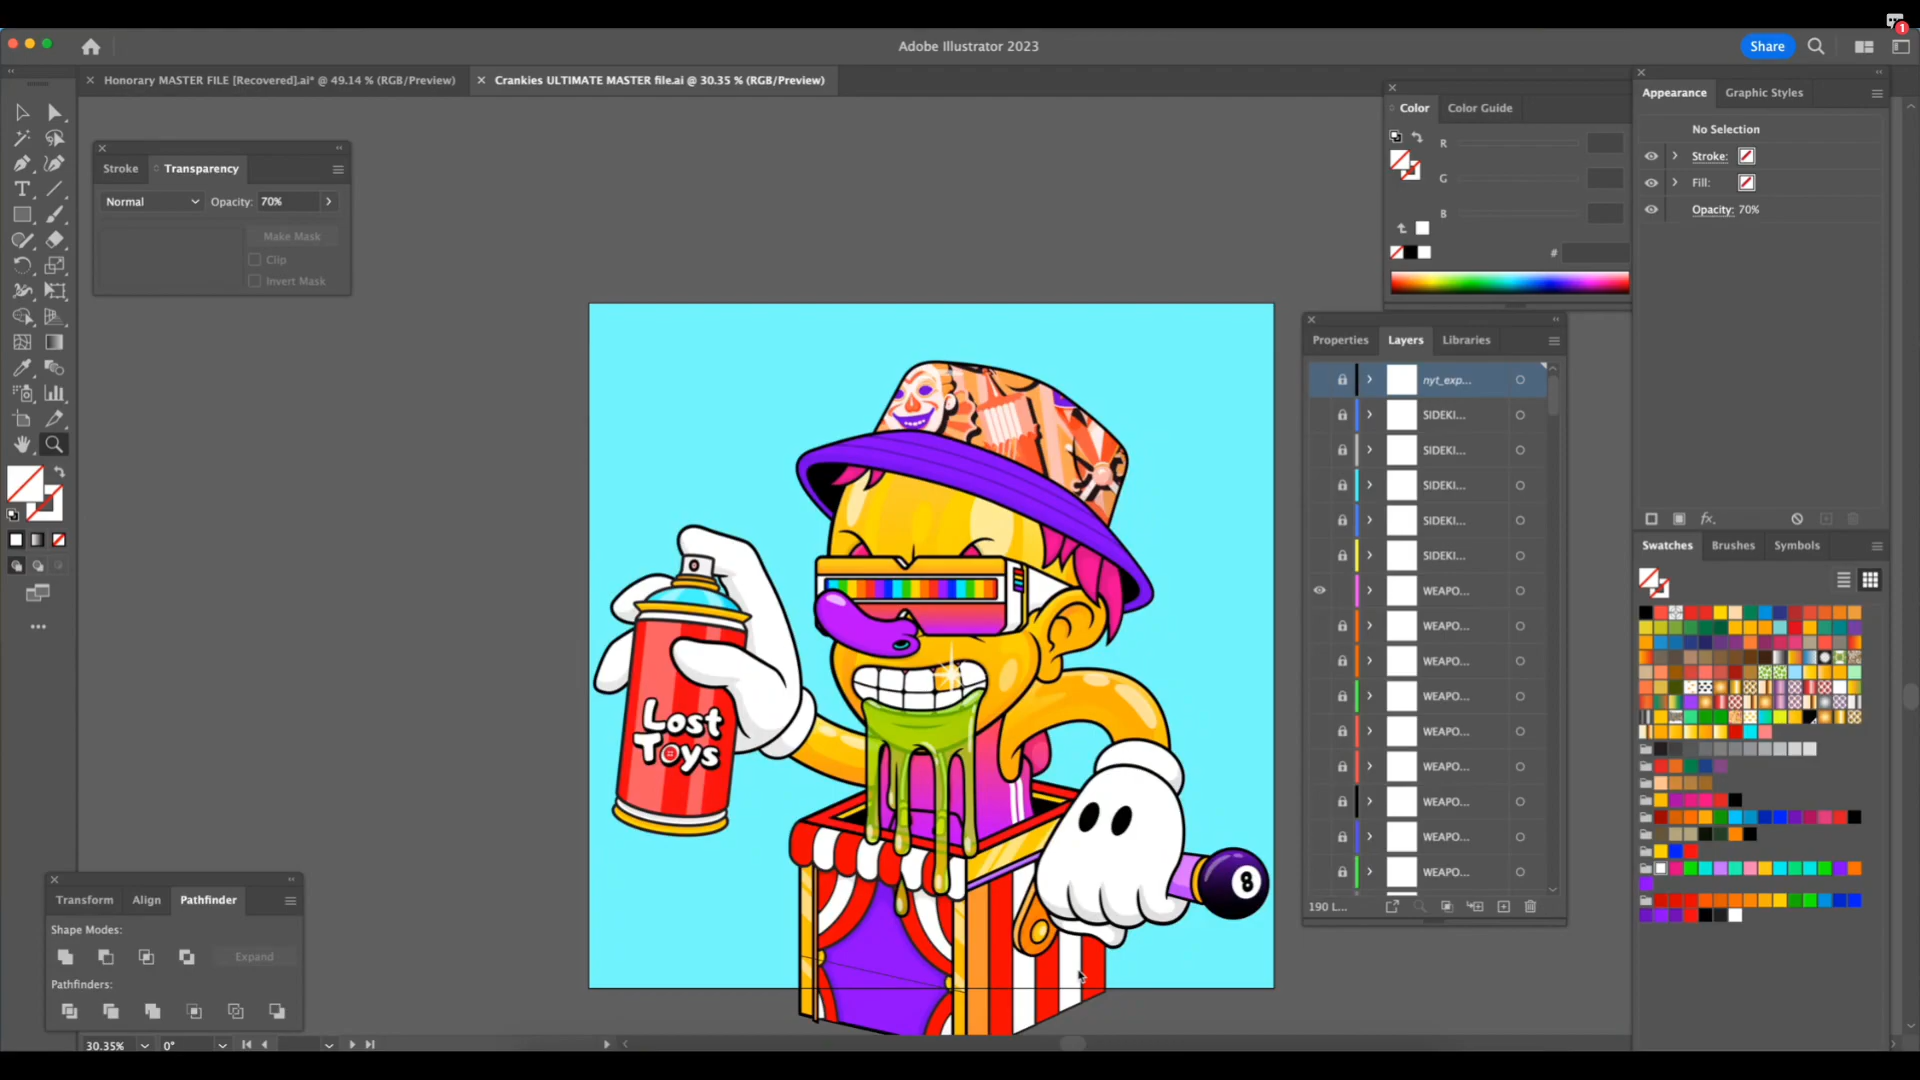 1
Adobe Illustrator 2023
Share
Honorary MASTER FILE [Recovered].ai* @ 49.14 % (RGB/Preview)
Crankies ULTIMATE MASTER file.ai @ 30.35 % (RGB/Preview)
Stroke
Transparency
Normal
Opacity:
70%
Make Mask
Clip
Invert Mask
Color
Color Guide
R
G
B
#
Appearance
Graphic Styles
No Selection
Stroke:
Fill:
Opacity: 70%
Properties
Layers
Libraries
nyt_exp...
SIDEKI...
SIDEKI...
SIDEKI...
SIDEKI...
SIDEKI...
WEAPO...
WEAPO...
WEAPO...
WEAPO...
WEAPO...
WEAPO...
WEAPO...
WEAPO...
WEAPO...
190 L...
fx.
Swatches
Brushes
Symbols
Lost
Toys
8
Transform
Align
Pathfinder
Shape Modes:
Expand
Pathfinders:
30.35%
0°